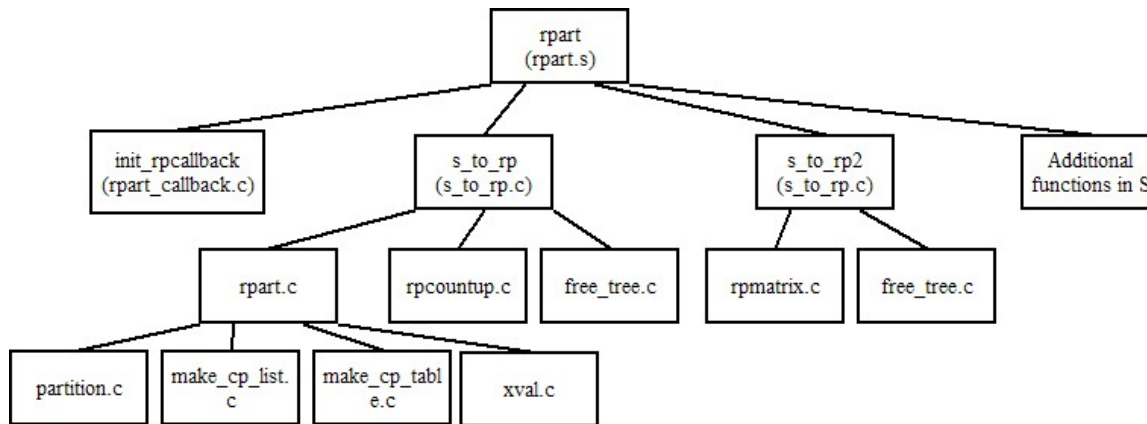 rpart
(rpart.s)
init_rpcallback
(rpart_callback.c)
s_to_rp
(s_to_rp.c)
s_to_rp2
(s_to_rp.c)
Additional
functions in S
rpart.c
rpcountup.c
free_tree.c
rpmatrix.c
free_tree.c
partition.c
make_cp_list.
c
make_cp_tabl
e.c
xval.c